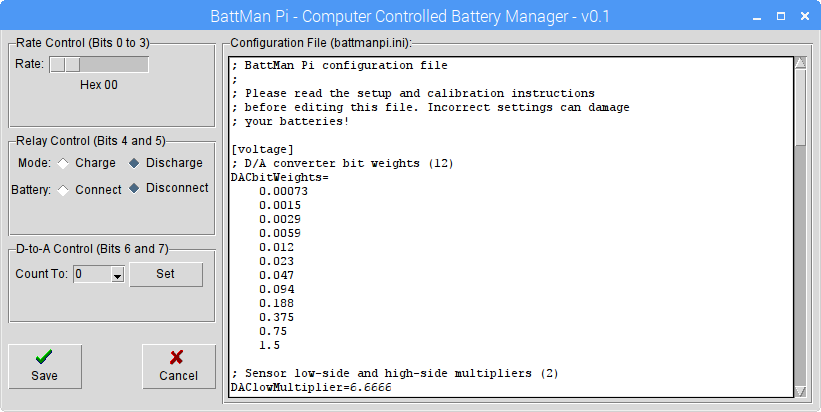 BattMan Pi - Computer Controlled Battery Manager - v0.1
Rate Control (Bits 0 to 3)
Rate:
Hex 00
Relay Control (Bits 4 and 5)
Mode: Charge Discharge
Battery: Connect Disconnect
D-to-A Control (Bits 6 and 7)
Count To: 0 Set
Save Cancel
Configuration File (battmanpi.ini):
; BattMan Pi configuration file
;
; Please read the setup and calibration instructions
; before editing this file. Incorrect settings can damage
; your batteries!
[voltage]
; D/A converter bit weights (12)
DACbitWeights=
0.00073
0.0015
0.0029
0.0059
0.012
0.023
0.047
0.094
0.188
0.375
0.75
1.5
; Sensor low-side and high-side multipliers (2)
DAClowMultiplier=6.6666